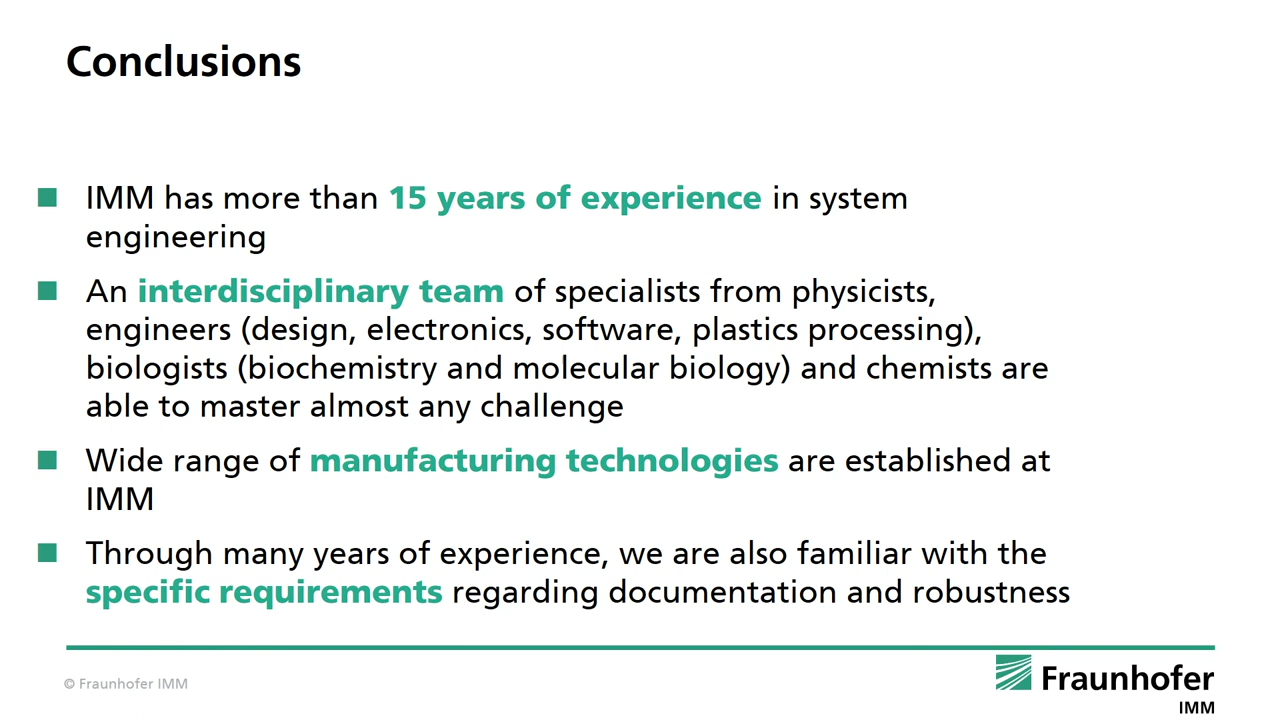 Conclusions
IMM has more than 15 years of experience in system
engineering
An interdisciplinary team of specialists from physicists,
engineers (design, electronics, software, plastics processing),
biologists (biochemistry and molecular biology) and chemists are
able to master almost any challenge
Wide range of manufacturing technologies are established at
IMM
Through many years of experience, we are also familiar with the
specific requirements regarding documentation and robustness
© Fraunhofer IMM
Fraunhofer
IMM